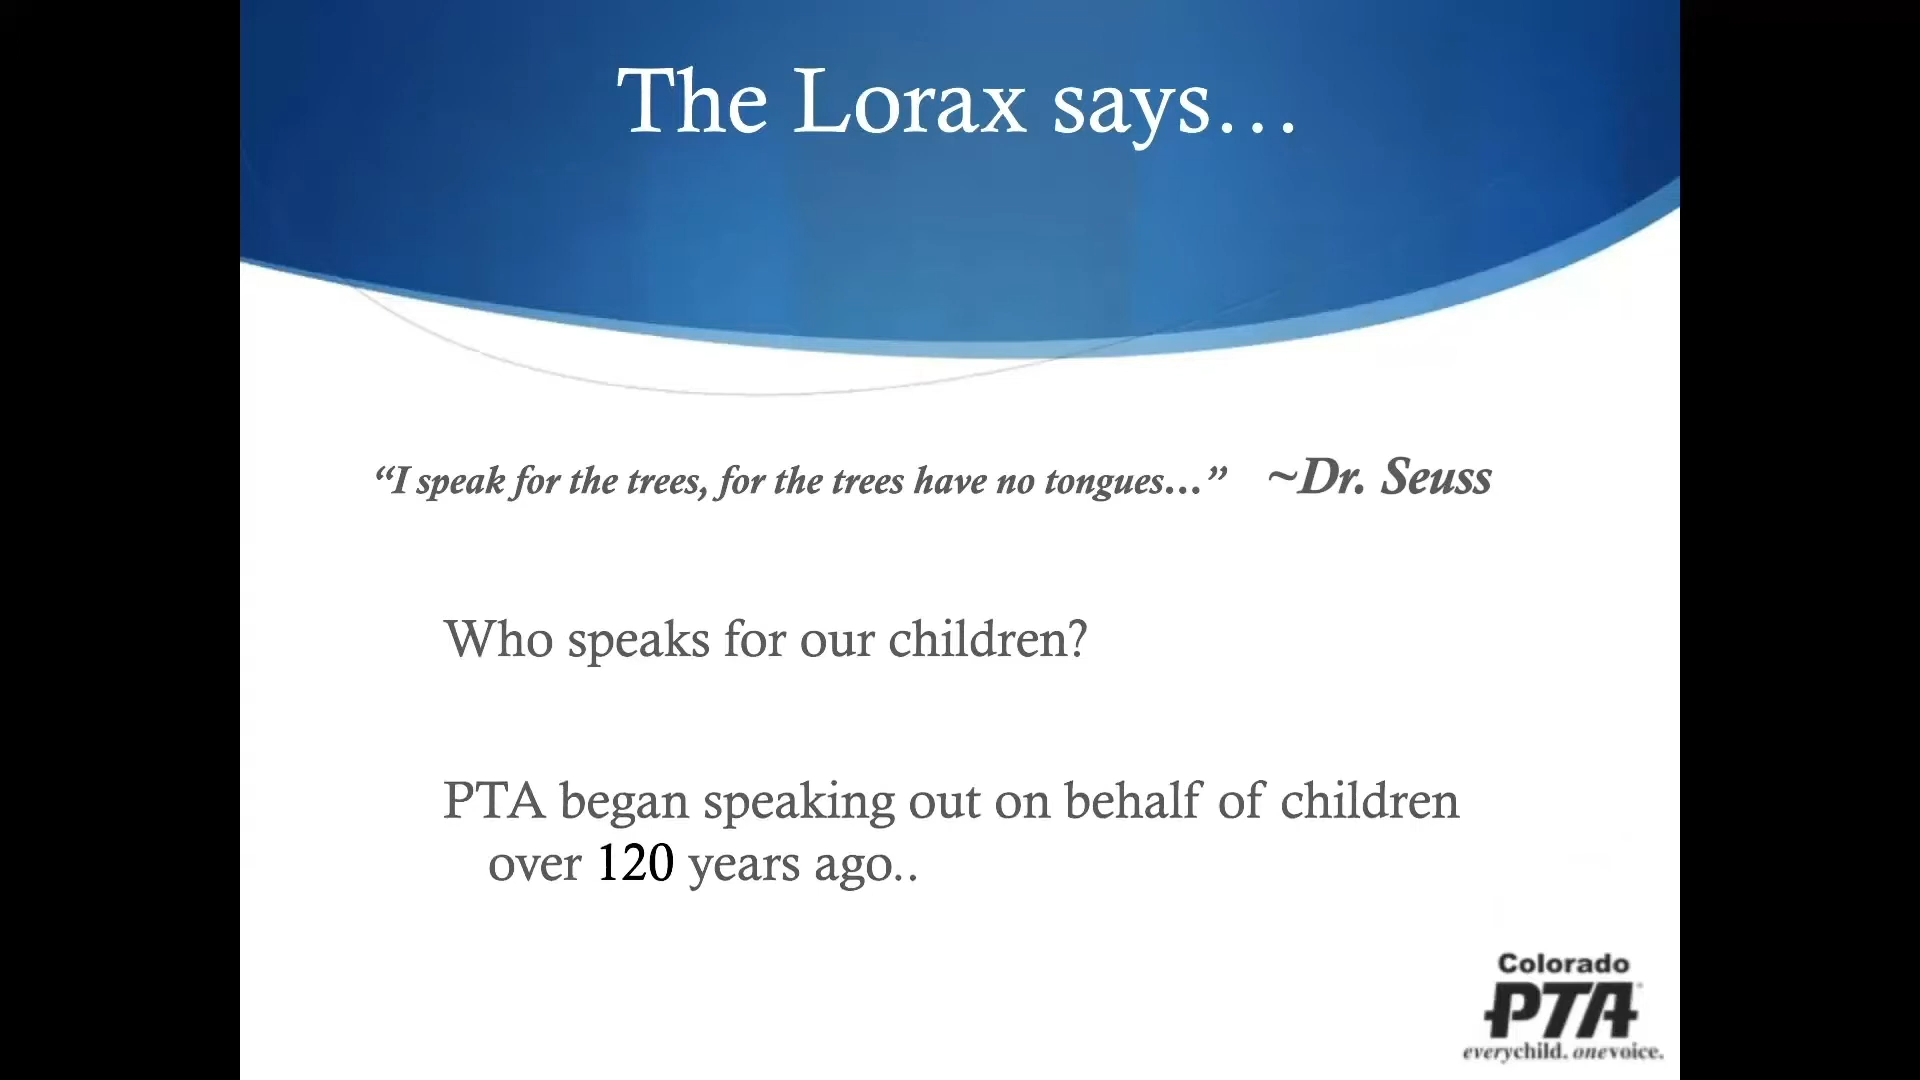 The Lorax says…
“I speak for the trees, for the trees have no tongues…” ~Dr. Seuss
Who speaks for our children?
PTA began speaking out on behalf of children
over 120 years ago..
Colorado
PTA
everychild. onevoice.